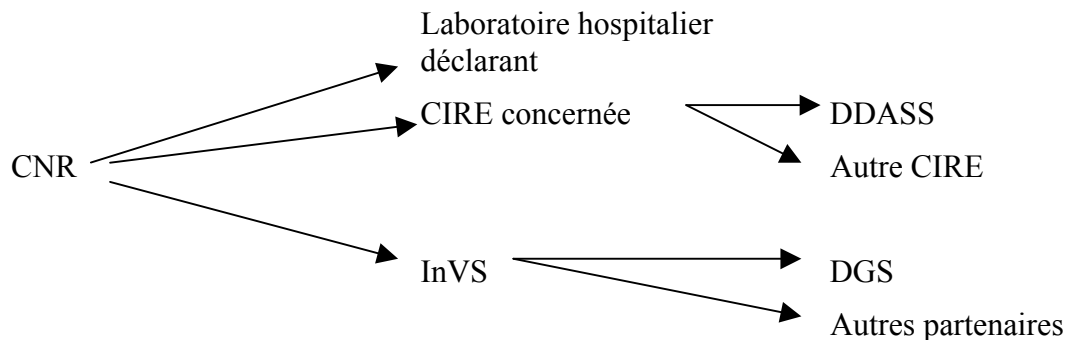 Laboratoire hospitalier
déclarant
CIRE concernée
DDASS
CNR
Autre CIRE
InVS
DGS
Autres partenaires